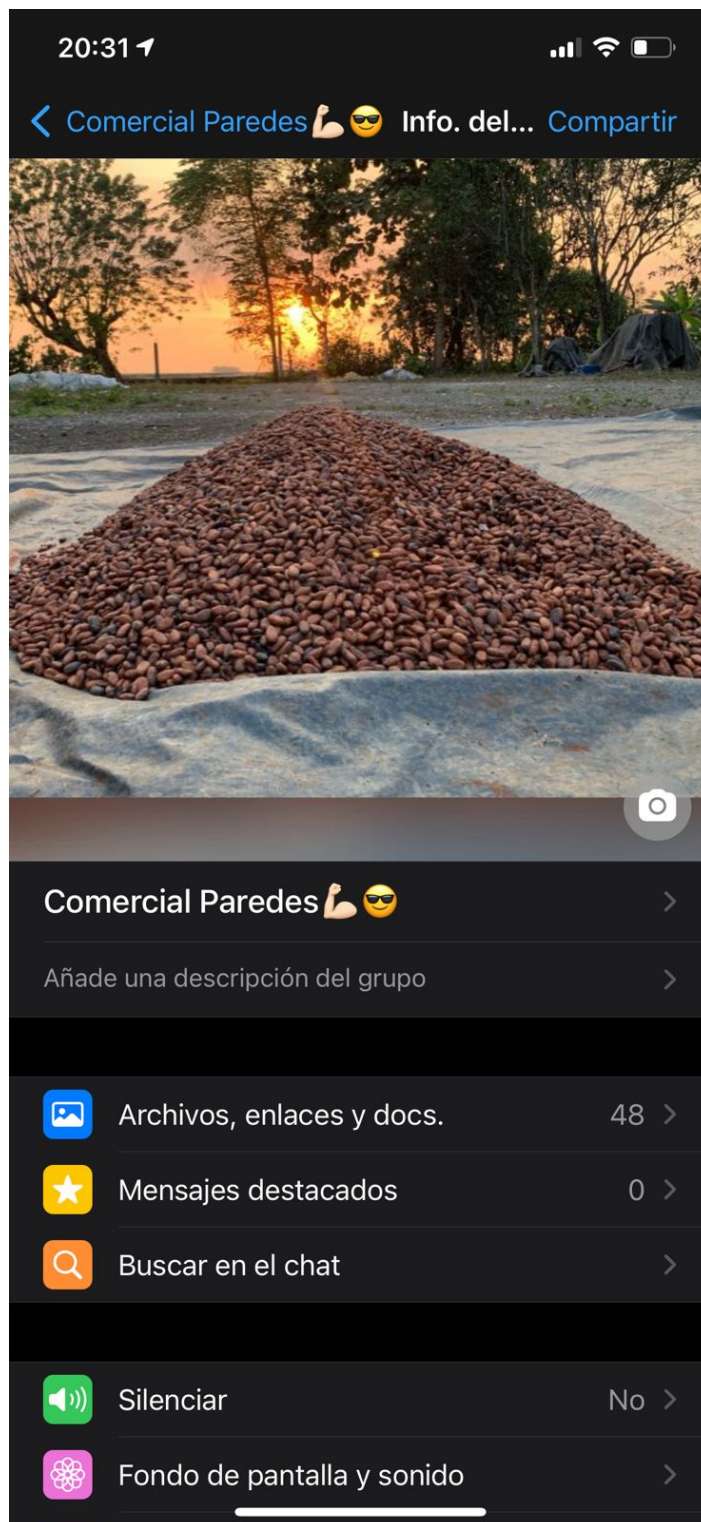 20:31
Comercial Paredes💪🏻😎 Info. del... Compartir
Comercial Paredes💪🏻😎
Añade una descripción del grupo
Archivos, enlaces y docs. 48
Mensajes destacados 0
Buscar en el chat
Silenciar No
Fondo de pantalla y sonido